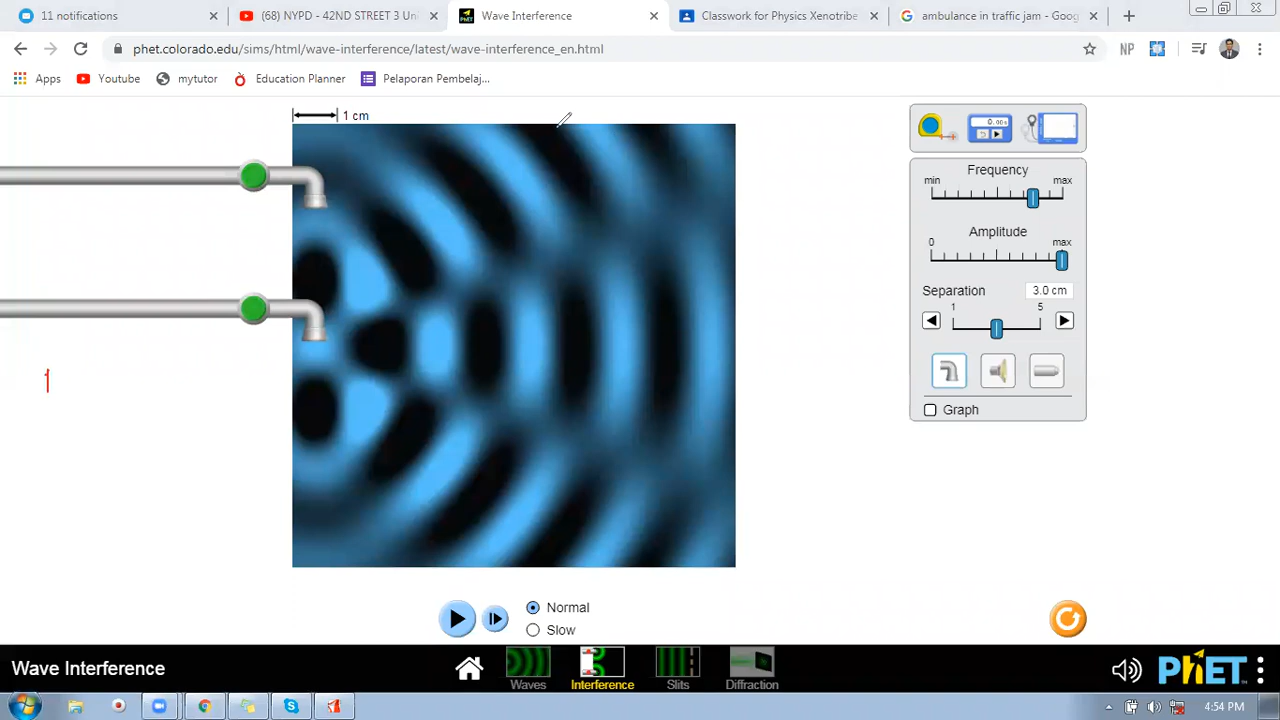 11 notifications
(68) NYPD - 42ND STREET 3 U
Wave Interference
Classwork for Physics Xenotribe
ambulance in traffic jam - Goog
phet.colorado.edu/sims/html/wave-interference/latest/wave-interference_en.html
NP
Apps
Youtube
mytutor
Education Planner
Pelaporan Pembelaj...
1 cm
0.00s
Frequency
min
max
Amplitude
0
max
Separation
3.0 cm
1
5
Graph
Normal
Slow
Wave Interference
Waves
Interference
Slits
Diffraction
PhET
4:54 PM